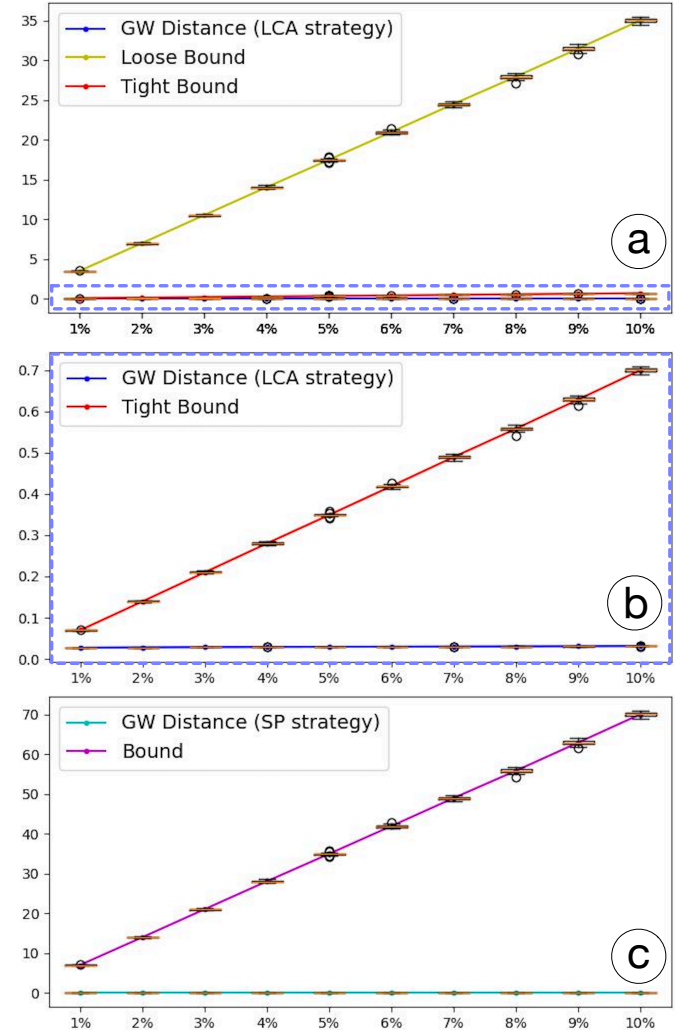 35
30
25
20
15
10
5
0
GW Distance (LCA strategy)
Loose Bound
Tight Bound
a
1% 2% 3% 4% 5% 6% 7% 8% 9% 10%
0.7
0.6
0.5
0.4
0.3
0.2
0.1
0.0
GW Distance (LCA strategy)
Tight Bound
b
1% 2% 3% 4% 5% 6% 7% 8% 9% 10%
70
60
50
40
30
20
10
0
GW Distance (SP strategy)
Bound
c
1% 2% 3% 4% 5% 6% 7% 8% 9% 10%